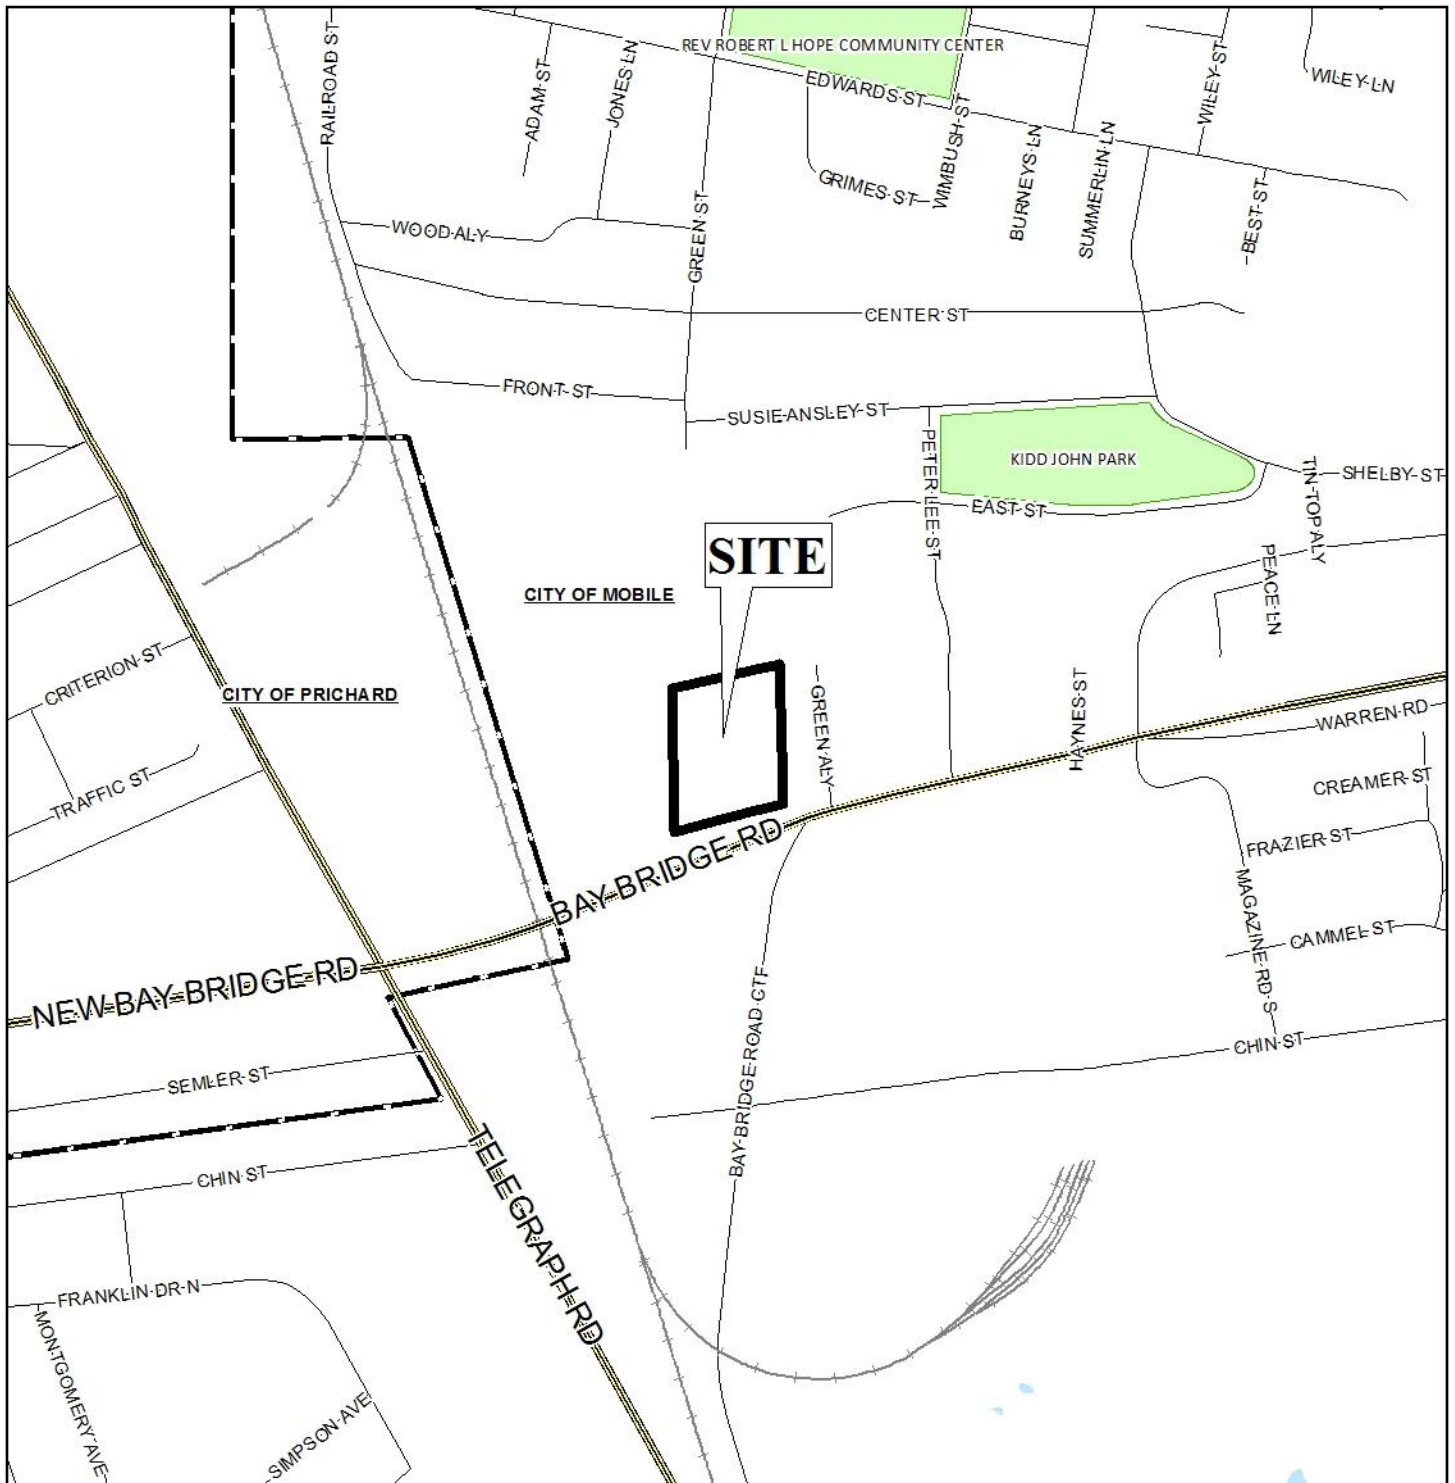 REV ROBERT L HOPE COMMUNITY CENTER
RAILROAD ST
ADAM ST
JONES LN
EDWARDS ST
WILEY ST
WILEY LN
WIMBUSH ST
GRIMES ST
BURNEYS LN
SUMMERLIN LN
BEST ST
WOOD ALY
GREEN ST
CENTER ST
FRONT ST
SUSIE ANSLEY ST
PETER LEE ST
KIDD JOHN PARK
TIN TOP ALY
SHELBY ST
EAST ST
SITE
PEACE LN
CITY OF MOBILE
CRITERION ST
CITY OF PRICHARD
GREEN ALY
HAYNES ST
WARREN RD
TRAFFIC ST
CREAMER ST
FRAZIER ST
BAY BRIDGE RD
MAGAZINE RD S
CAMMEL ST
NEW BAY BRIDGE RD
BAY BRIDGE ROAD CTF
CHIN ST
SEMLER ST
CHIN ST
TELEGRAPH RD
FRANKLIN DR N
MONTGOMERY AVE
SIMPSON AVE